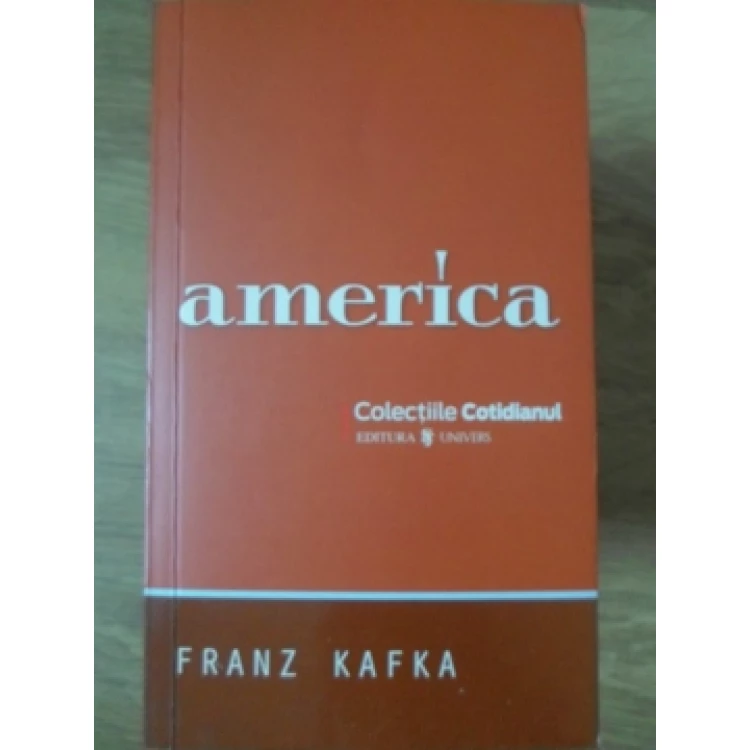 america
Colecțiile Cotidianul
EDITURA UNIVERS
FRANZ KAFKA